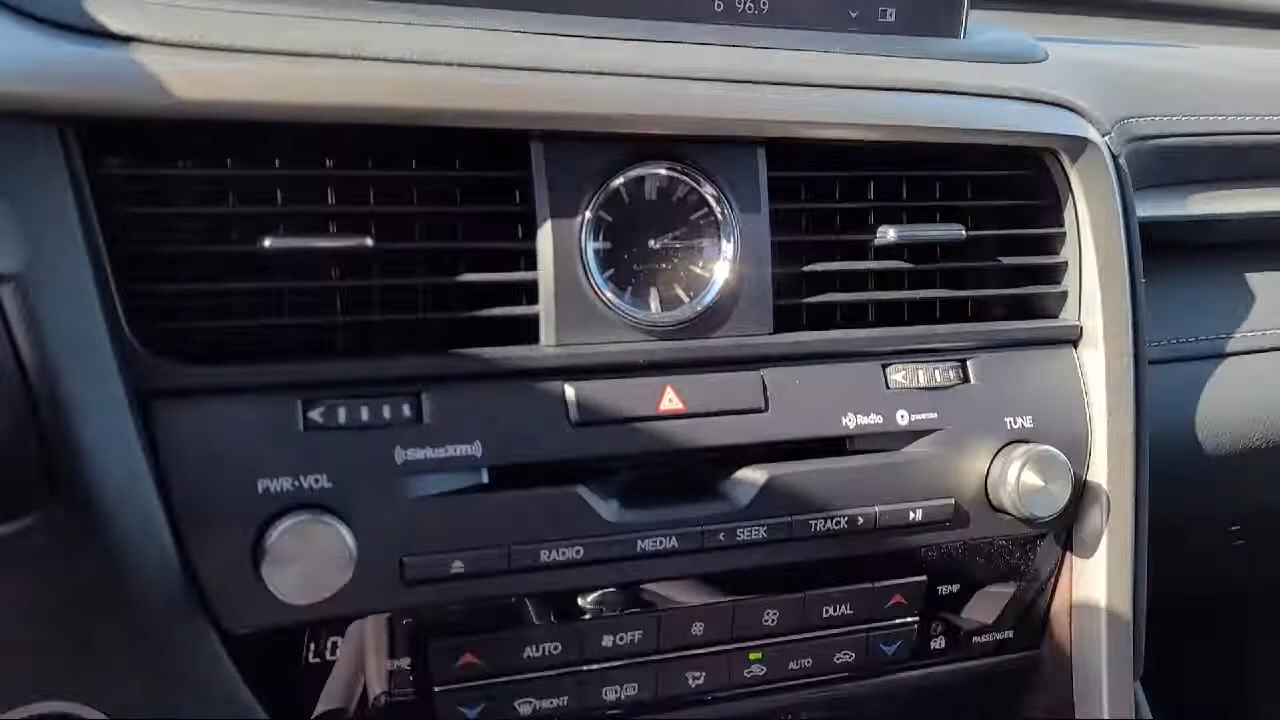 6 96.9
((SiriusXM))
HD Radio
TUNE
PWR•VOL
RADIO
MEDIA
< SEEK
TRACK >
TEMP
DUAL
AUTO
OFF
PASSENGER
LO
AUTO
FRONT